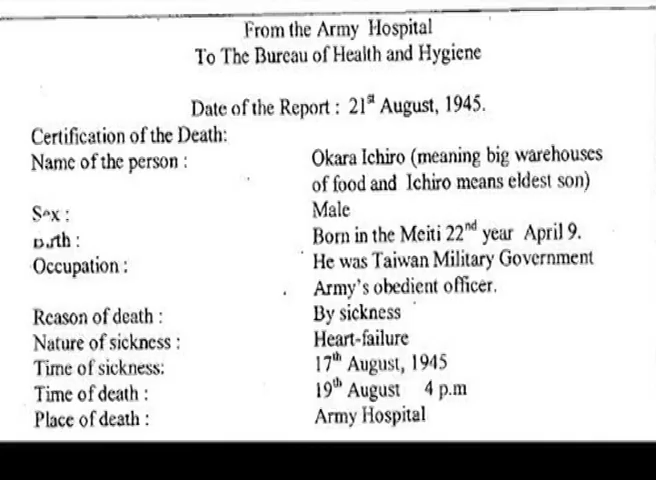 From the Army Hospital
To The Bureau of Health and Hygiene
Date of the Report : 21st August, 1945.
Certification of the Death:
Name of the person : Okara Ichiro (meaning big warehouses
of food and Ichiro means eldest son)
Sex : Male
Birth : Born in the Meiti 22nd year April 9.
Occupation : He was Taiwan Military Government
Army's obedient officer.
Reason of death : By sickness
Nature of sickness : Heart-failure
Time of sickness: 17th August, 1945
Time of death : 19th August 4 p.m
Place of death : Army Hospital